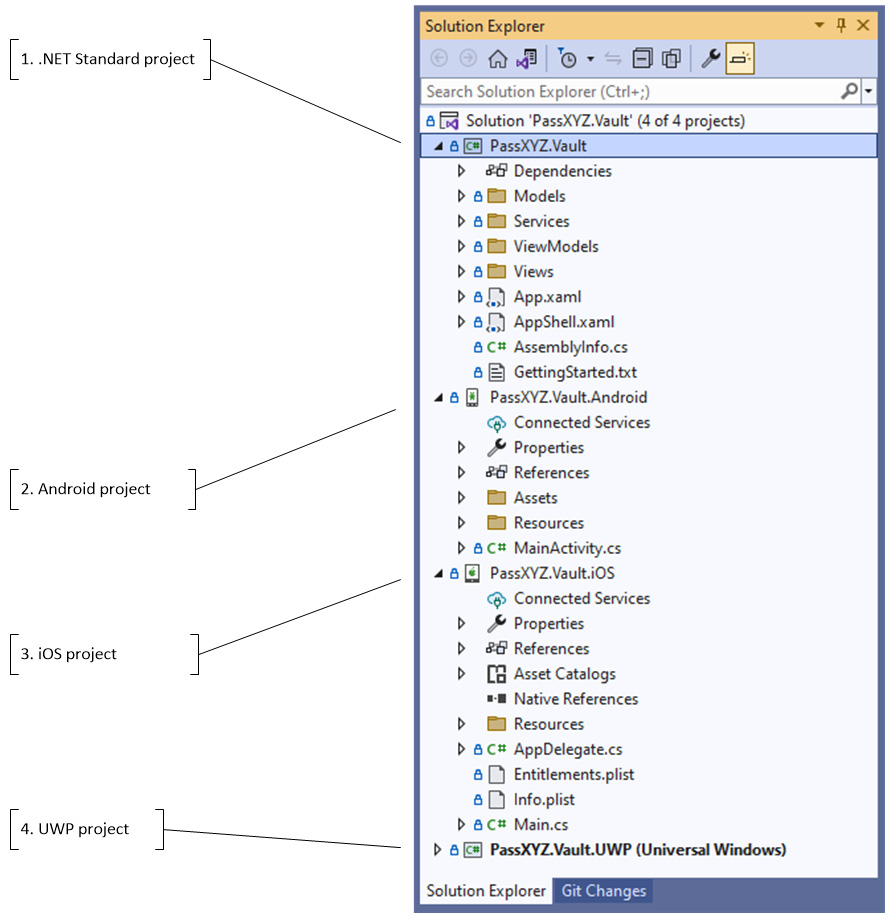 1. .NET Standard project
2. Android project
3. iOS project
4. UWP project
Solution Explorer
Search Solution Explorer (Ctrl+;)
Solution 'PassXYZ.Vault' (4 of 4 projects)
C# PassXYZ.Vault
Dependencies
Models
Services
ViewModels
Views
App.xaml
AppShell.xaml
C# AssemblyInfo.cs
GettingStarted.txt
PassXYZ.Vault.Android
Connected Services
Properties
References
Assets
Resources
C# MainActivity.cs
PassXYZ.Vault.iOS
Connected Services
Properties
References
Asset Catalogs
Native References
Resources
C# AppDelegate.cs
Entitlements.plist
Info.plist
C# Main.cs
C# PassXYZ.Vault.UWP (Universal Windows)
Solution Explorer Git Changes